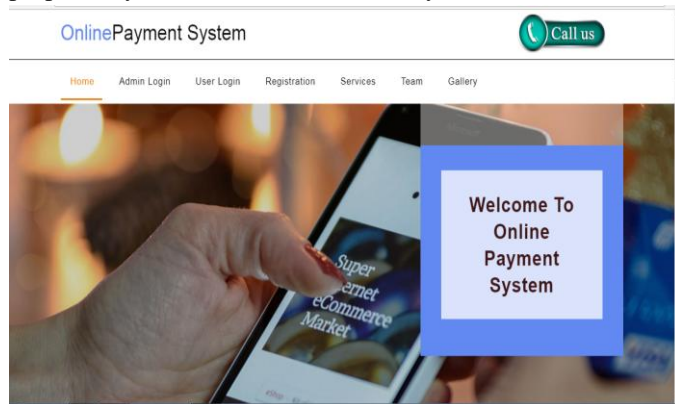 OnlinePayment System
Call us
Home Admin Login User Login Registration Services Team Gallery
Welcome To
Online
Payment
System
Super
Internet
eCommerce
Market